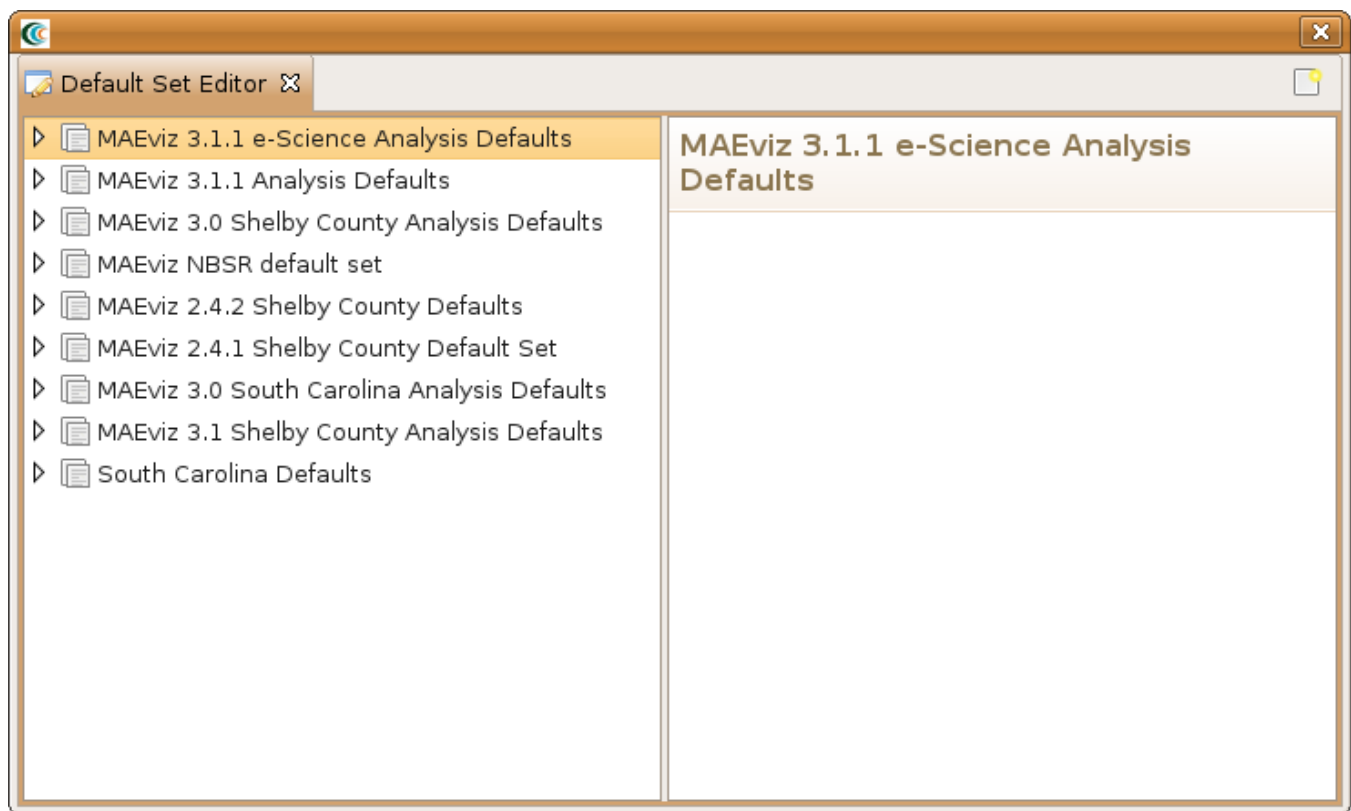 Default Set Editor
MAEviz 3.1.1 e-Science Analysis Defaults
MAEviz 3.1.1 Analysis Defaults
MAEviz 3.0 Shelby County Analysis Defaults
MAEviz NBSR default set
MAEviz 2.4.2 Shelby County Defaults
MAEviz 2.4.1 Shelby County Default Set
MAEviz 3.0 South Carolina Analysis Defaults
MAEviz 3.1 Shelby County Analysis Defaults
South Carolina Defaults
MAEviz 3.1.1 e-Science Analysis
Defaults